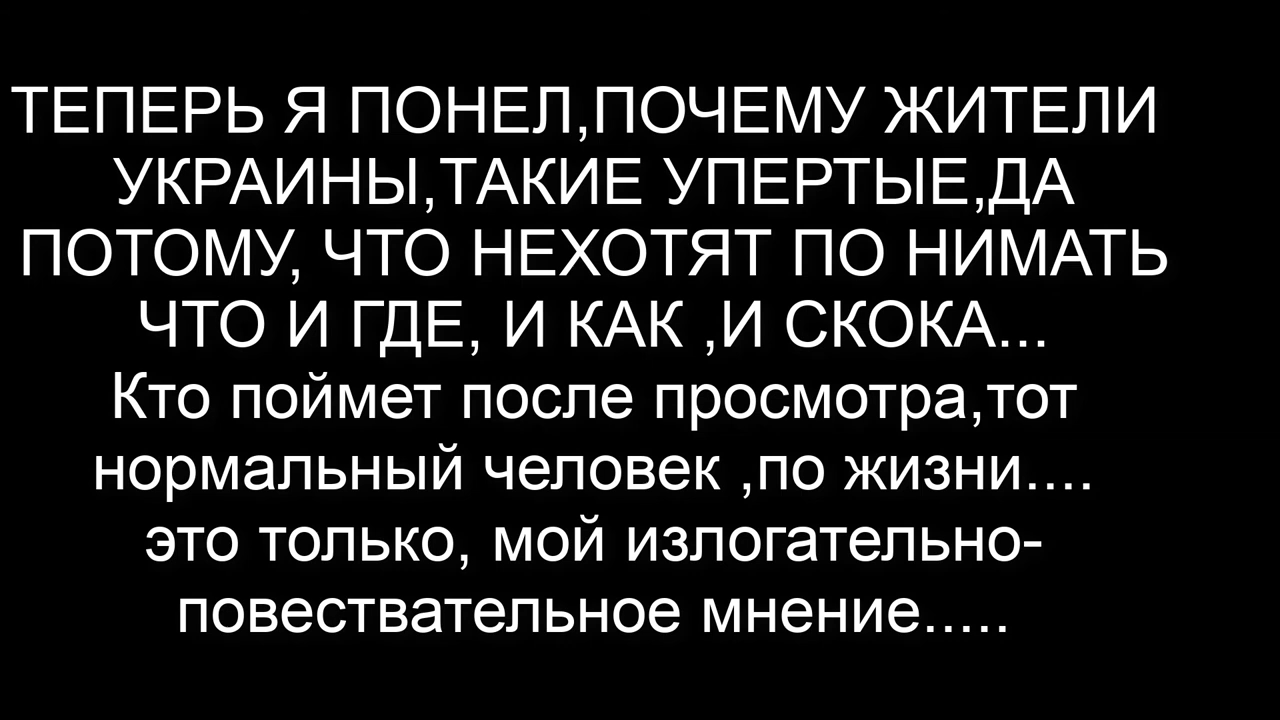 ТЕПЕРЬ Я ПОНЕЛ,ПОЧЕМУ ЖИТЕЛИ
УКРАИНЫ,ТАКИЕ УПЕРТЫЕ,ДА
ПОТОМУ, ЧТО НЕХОТЯТ ПО НИМАТЬ
ЧТО И ГДЕ, И КАК ,И СКОКА...
Кто поймет после просмотра,тот
нормальный человек ,по жизни....
это только, мой излогательно-
повествательное мнение.....